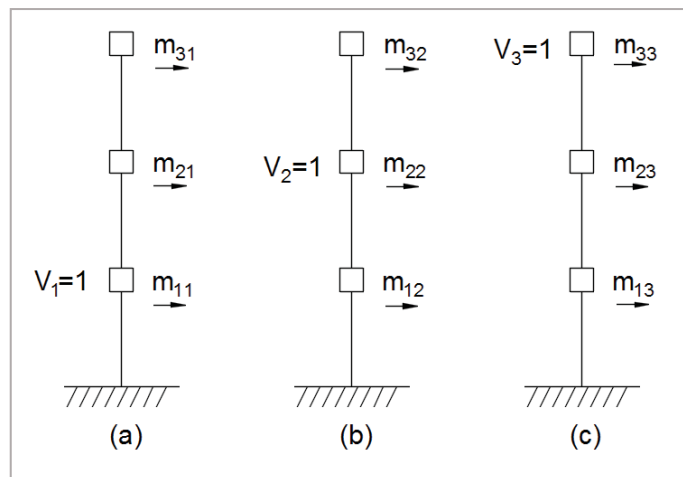 m₃₁
m₂₁
V₁=1 m₁₁
(a)
m₃₂
V₂=1 m₂₂
m₁₂
(b)
V₃=1 m₃₃
m₂₃
m₁₃
(c)